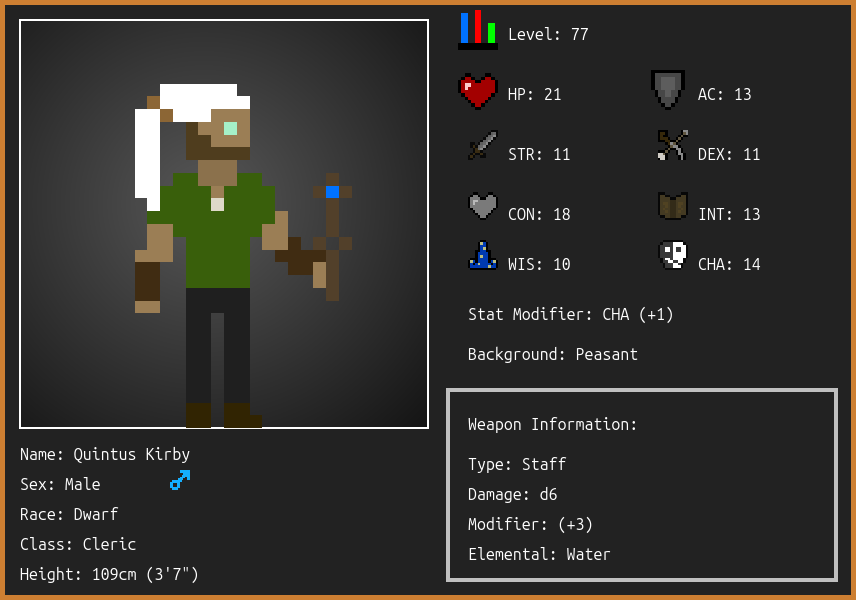 Level: 77
HP: 21
AC: 13
STR: 11
DEX: 11
CON: 18
INT: 13
WIS: 10
CHA: 14
Stat Modifier: CHA (+1)
Background: Peasant
Weapon Information:
Type: Staff
Damage: d6
Modifier: (+3)
Elemental: Water
Name: Quintus Kirby
Sex: Male
Race: Dwarf
Class: Cleric
Height: 109cm (3'7")